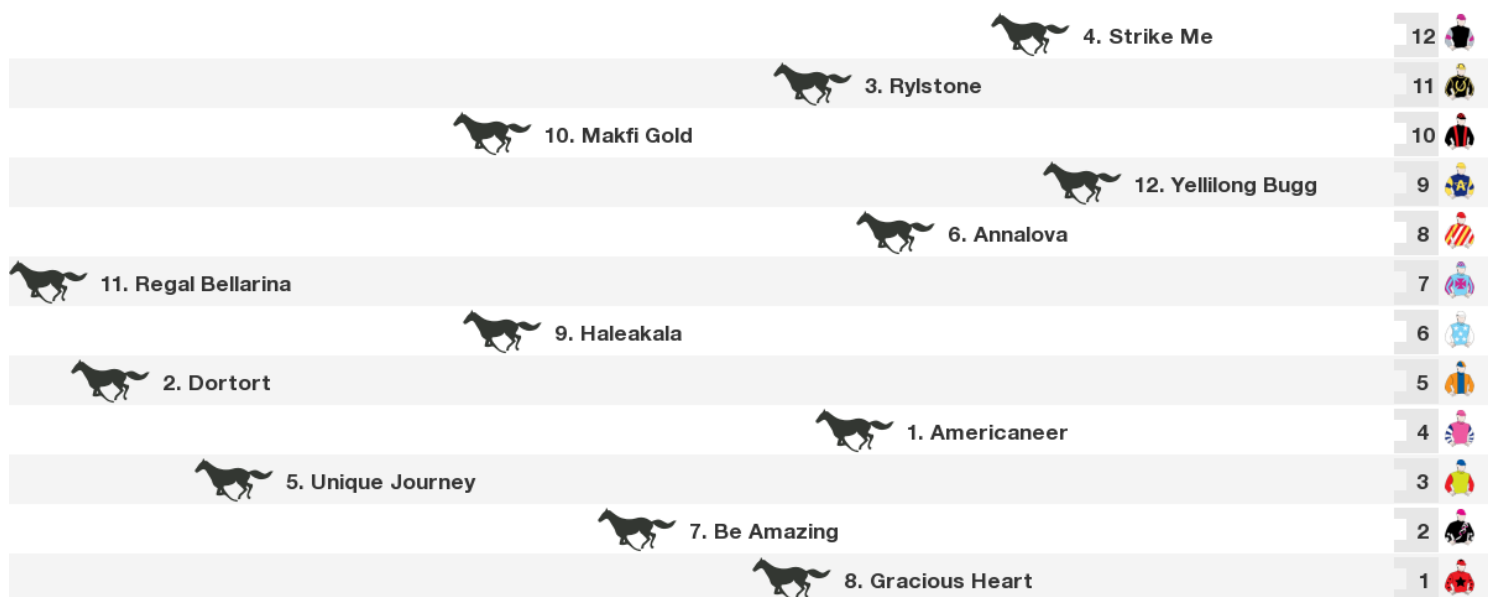 4. Strike Me 12
3. Rylstone 11
10. Makfi Gold 10
12. Yellilong Bugg 9 A
6. Annalova 8
11. Regal Bellarina 7
9. Haleakala 6
2. Dortort 5
1. Americaneer 4
5. Unique Journey 3
7. Be Amazing 2
8. Gracious Heart 1